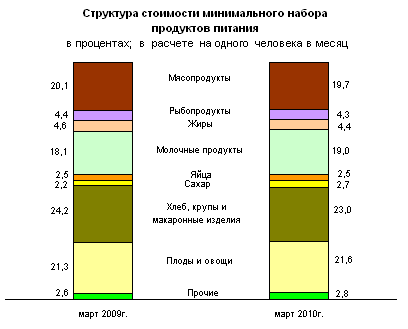 Структура стоимости минимального набора
продуктов питания
в процентах; в расчете на одного человека в месяц
20,1 Мясопродукты 19,7
4,4 Рыбопродукты 4,3
4,6 Жиры 4,4
18,1 Молочные продукты 19,0
2,5 Яйца 2,5
2,2 Сахар 2,7
24,2 Хлеб, крупы и 23,0
макаронные изделия
21,3 Плоды и овощи 21,6
2,6 Прочие 2,8
март 2009г. март 2010г.